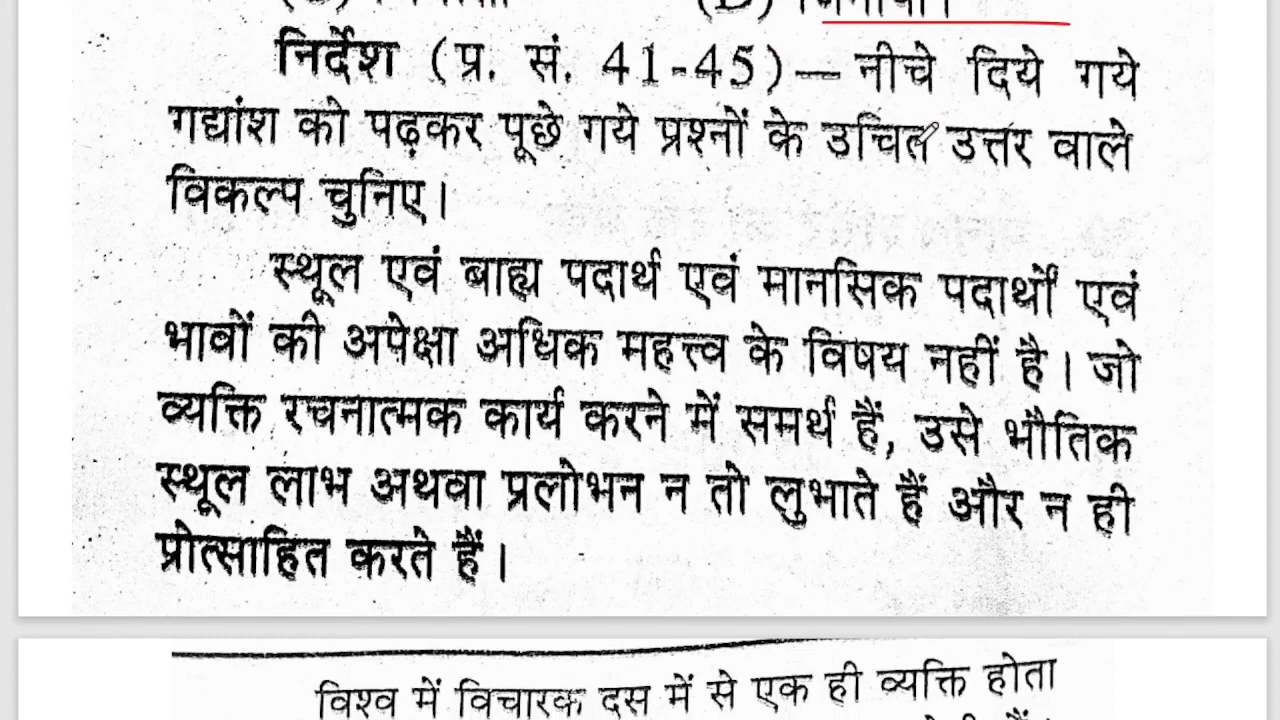 निर्देश (प्र. सं. 41-45)— नीचे दिये गये
गद्यांश को पढ़कर पूछे गये प्रश्नों के उचित उत्तर वाले
विकल्प चुनिए।
स्थूल एवं बाह्य पदार्थ एवं मानसिक पदार्थों एवं
भावों की अपेक्षा अधिक महत्त्व के विषय नहीं है। जो
व्यक्ति रचनात्मक कार्य करने में समर्थ हैं, उसे भौतिक
स्थूल लाभ अथवा प्रलोभन न तो लुभाते हैं और न ही
प्रोत्साहित करते हैं।
विश्व में विचारक दस में से एक ही व्यक्ति होता